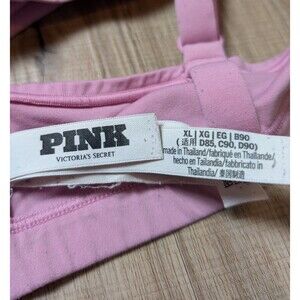 PINK
VICTORIA'S SECRET
XL | XG | EG | B90
(适用 D85, C90, D90)
made in Thailand/fabriqué en Thaïlande/
hecho en Tailandia/fabbricato in
Thailandia/泰国制造